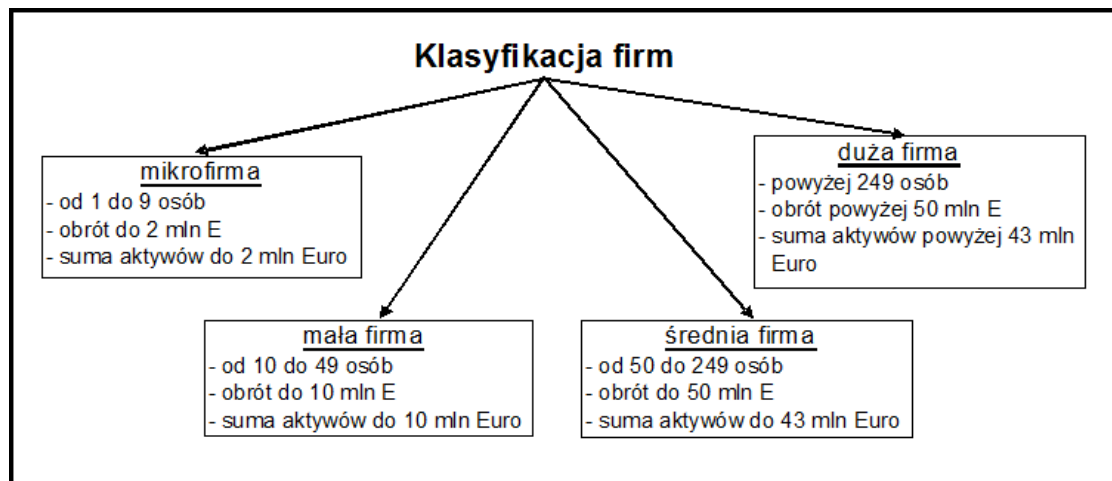 Klasyfikacja firm
mikrofirma
- od 1 do 9 osób
- obrót do 2 mln E
- suma aktywów do 2 mln Euro
mała firma
- od 10 do 49 osób
- obrót do 10 mln E
- suma aktywów do 10 mln Euro
średnia firma
- od 50 do 249 osób
- obrót do 50 mln E
- suma aktywów do 43 mln Euro
duża firma
- powyżej 249 osób
- obrót powyżej 50 mln E
- suma aktywów powyżej 43 mln
Euro